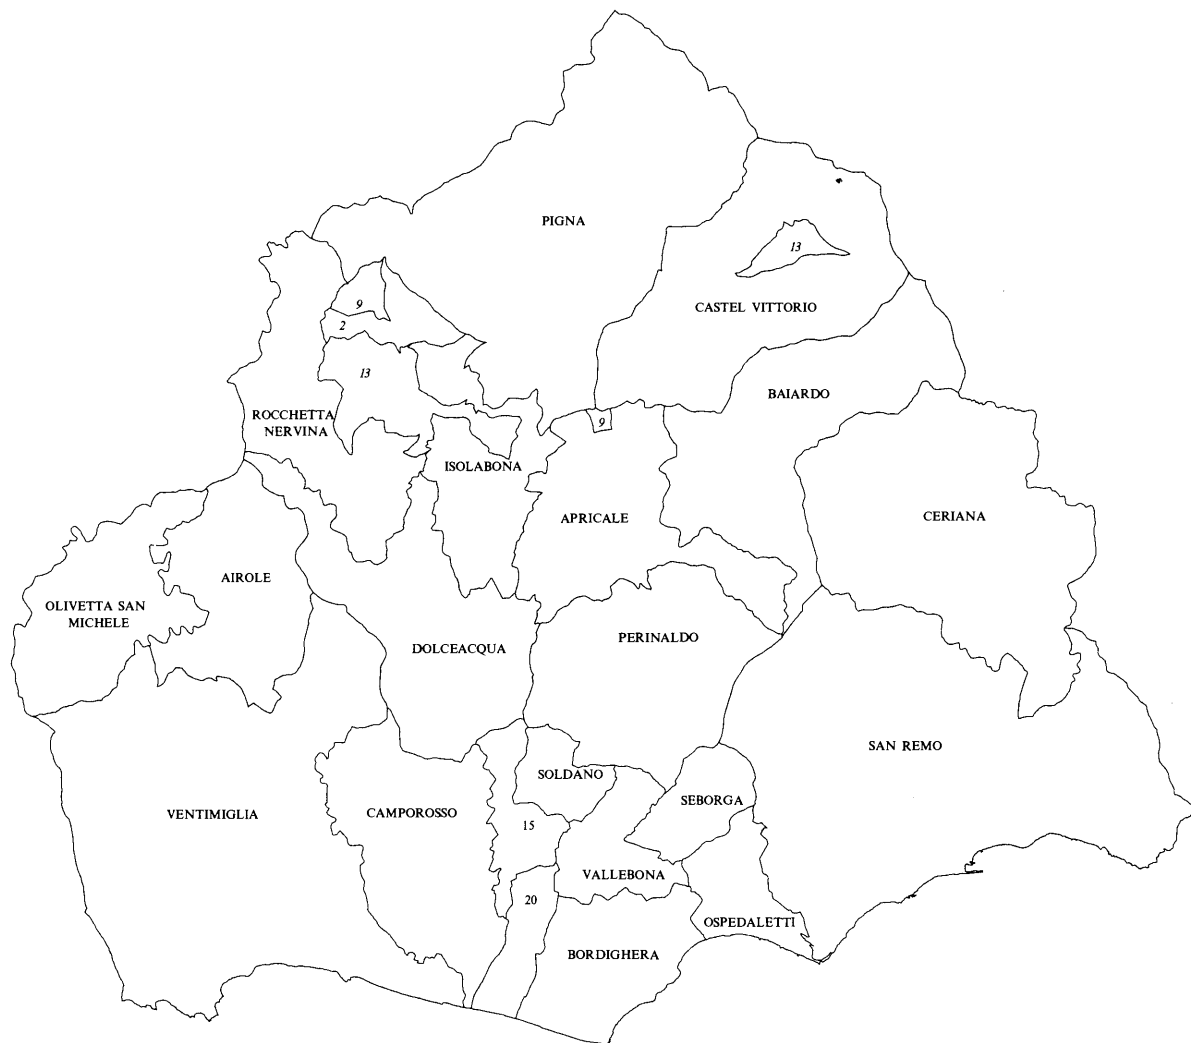 PIGNA
13
CASTEL VITTORIO
9
2
13
BAIARDO
ROCCHETTA
NERVINA
9
ISOLABONA
APRICALE
CERIANA
AIROLE
OLIVETTA SAN
MICHELE
PERINALDO
DOLCEACQUA
SAN REMO
SOLDANO
SEBORGA
VENTIMIGLIA
CAMPOROSSO
15
VALLEBONA
20
OSPEDALETTI
BORDIGHERA